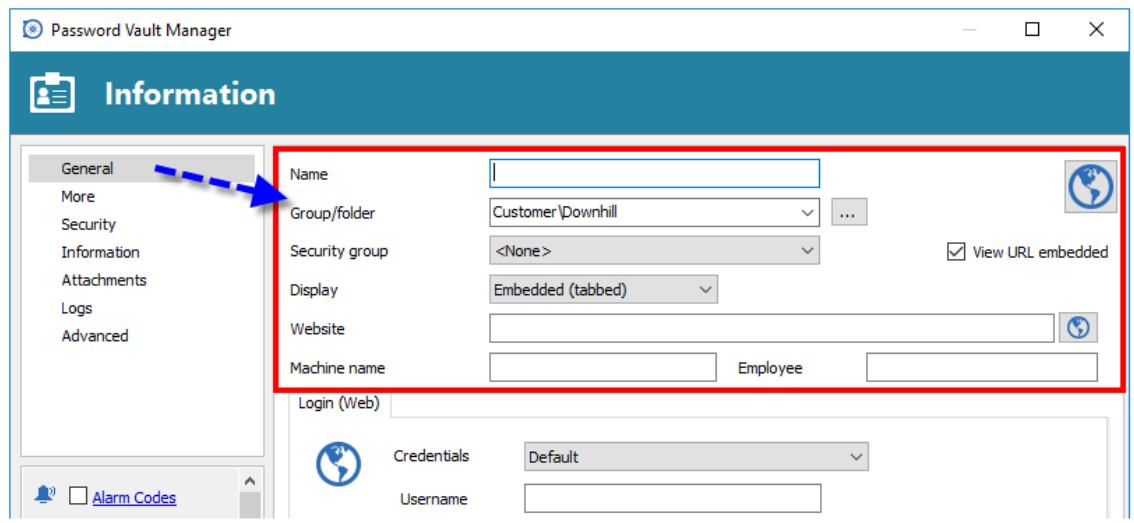 Password Vault Manager
Information
General
More
Security
Information
Attachments
Logs
Advanced
Alarm Codes
Name
Group/folder Customer\Downhill ...
Security group <None> View URL embedded
Display Embedded (tabbed)
Website
Machine name Employee
Login (Web)
Credentials Default
Username